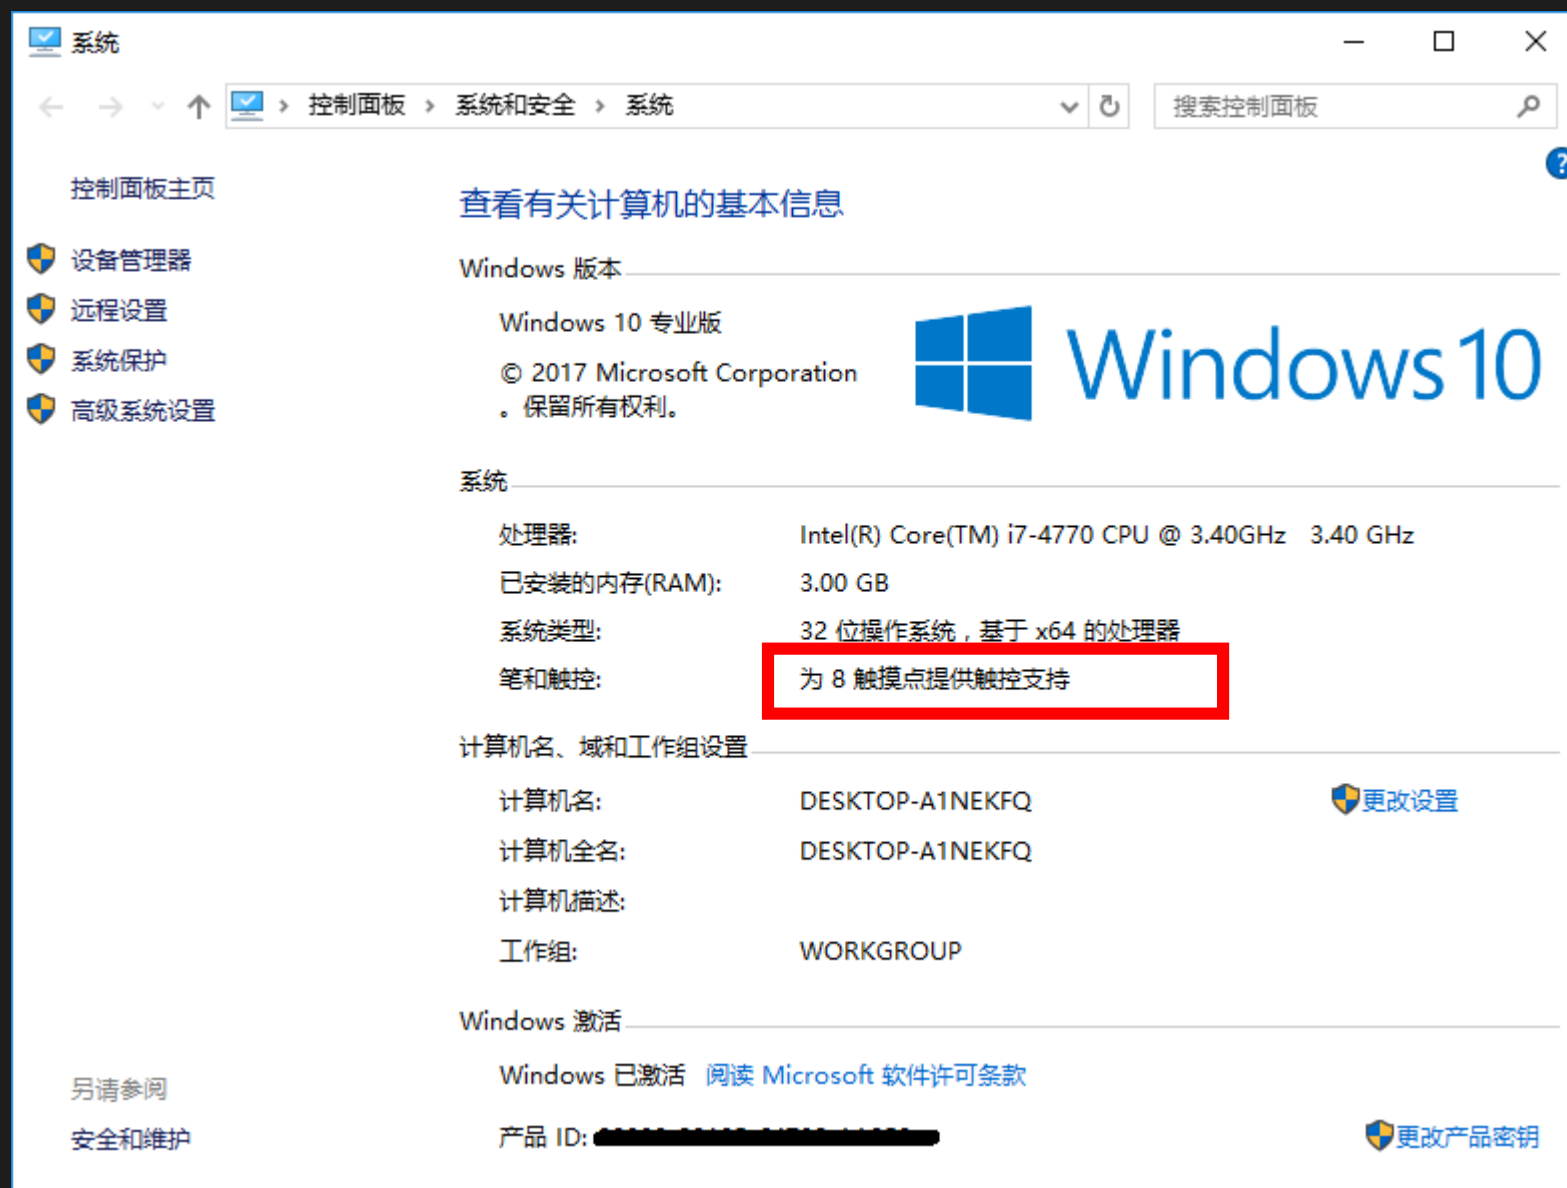 系统
控制面板 系统和安全 系统
搜索控制面板
控制面板主页
设备管理器
远程设置
系统保护
高级系统设置
查看有关计算机的基本信息
Windows 版本
Windows 10 专业版
© 2017 Microsoft Corporation
。保留所有权利。
Windows 10
系统
处理器: Intel(R) Core(TM) i7-4770 CPU @ 3.40GHz 3.40 GHz
已安装的内存(RAM): 3.00 GB
系统类型: 32 位操作系统，基于 x64 的处理器
笔和触控: 为 8 触摸点提供触控支持
计算机名、域和工作组设置
计算机名: DESKTOP-A1NEKFQ 更改设置
计算机全名: DESKTOP-A1NEKFQ
计算机描述:
工作组: WORKGROUP
Windows 激活
Windows 已激活 阅读 Microsoft 软件许可条款
产品 ID: 更改产品密钥
另请参阅
安全和维护